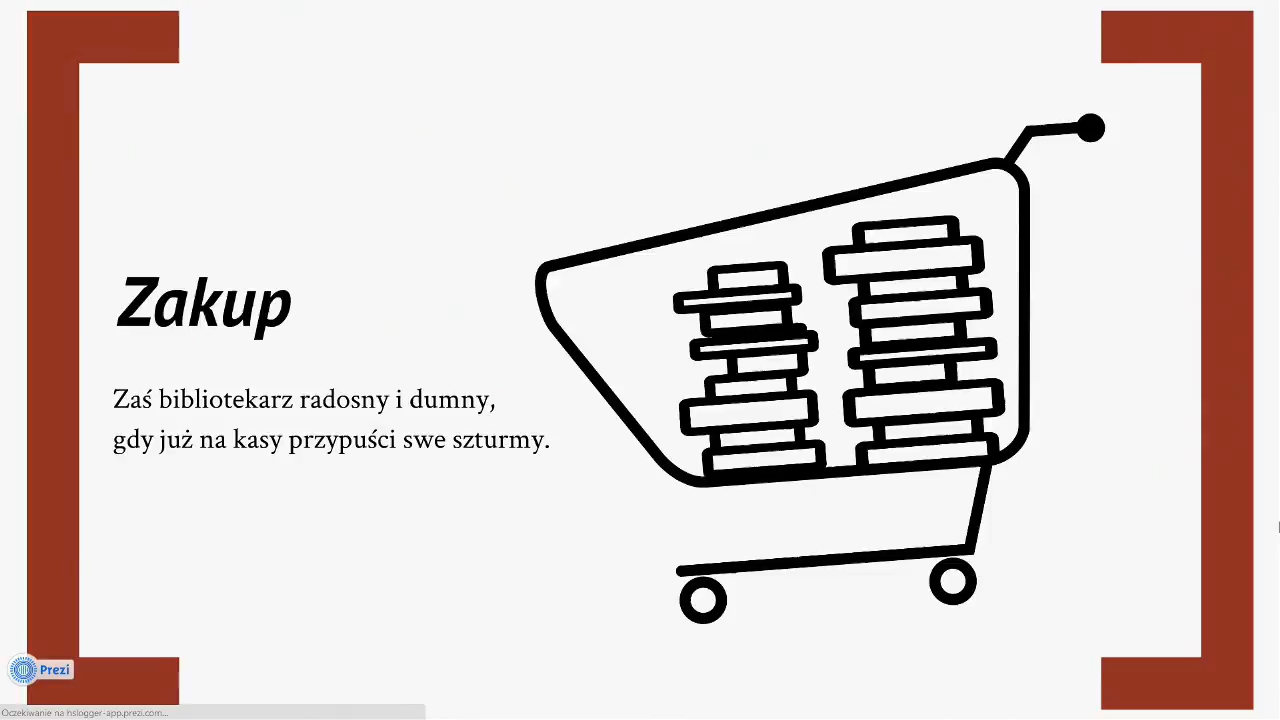 Zakup
Zaś bibliotekarz radosny i dumny,
gdy już na kasy przypuści swe szturmy.
Prezi
Oczekiwanie na hslogger-app.prezi.com...